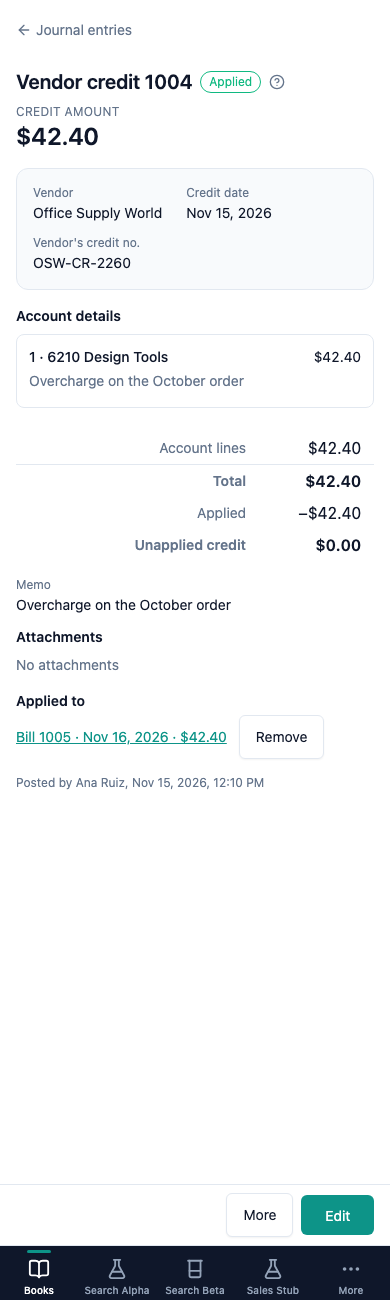 Journal entries
Vendor credit 1004 Applied
CREDIT AMOUNT
$42.40
Vendor Credit date
Office Supply World Nov 15, 2026
Vendor's credit no.
OSW-CR-2260
Account details
1 · 6210 Design Tools $42.40
Overcharge on the October order
Account lines $42.40
Total $42.40
Applied –$42.40
Unapplied credit $0.00
Memo
Overcharge on the October order
Attachments
No attachments
Applied to
Bill 1005 · Nov 16, 2026 · $42.40 Remove
Posted by Ana Ruiz, Nov 15, 2026, 12:10 PM
More Edit
Books Search Alpha Search Beta Sales Stub More